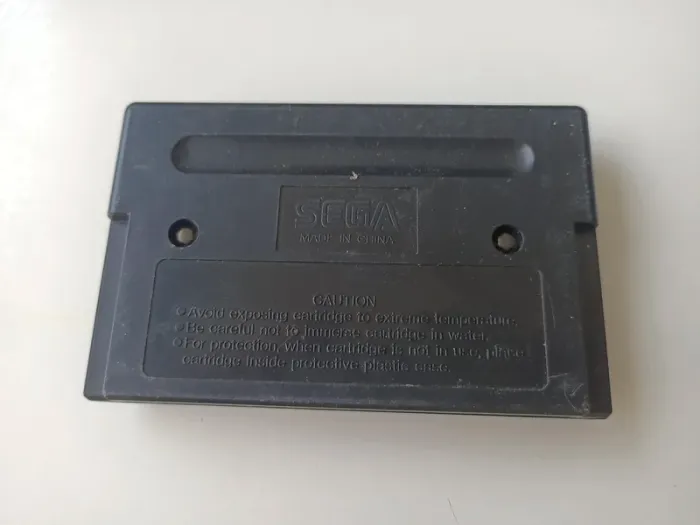 SEGA
MADE IN CHINA
CAUTION
● Avoid exposing cartridge to extreme temperature.
● Be careful not to immerse cartridge in water.
● For protection, when cartridge is not in use, place
cartridge inside protective plastic case.